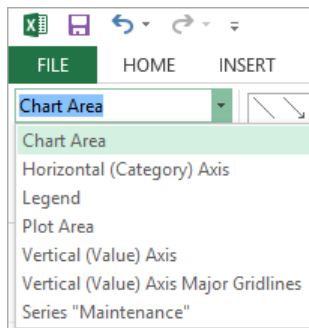 FILE HOME INSERT
Chart Area
Chart Area
Horizontal (Category) Axis
Legend
Plot Area
Vertical (Value) Axis
Vertical (Value) Axis Major Gridlines
Series "Maintenance"